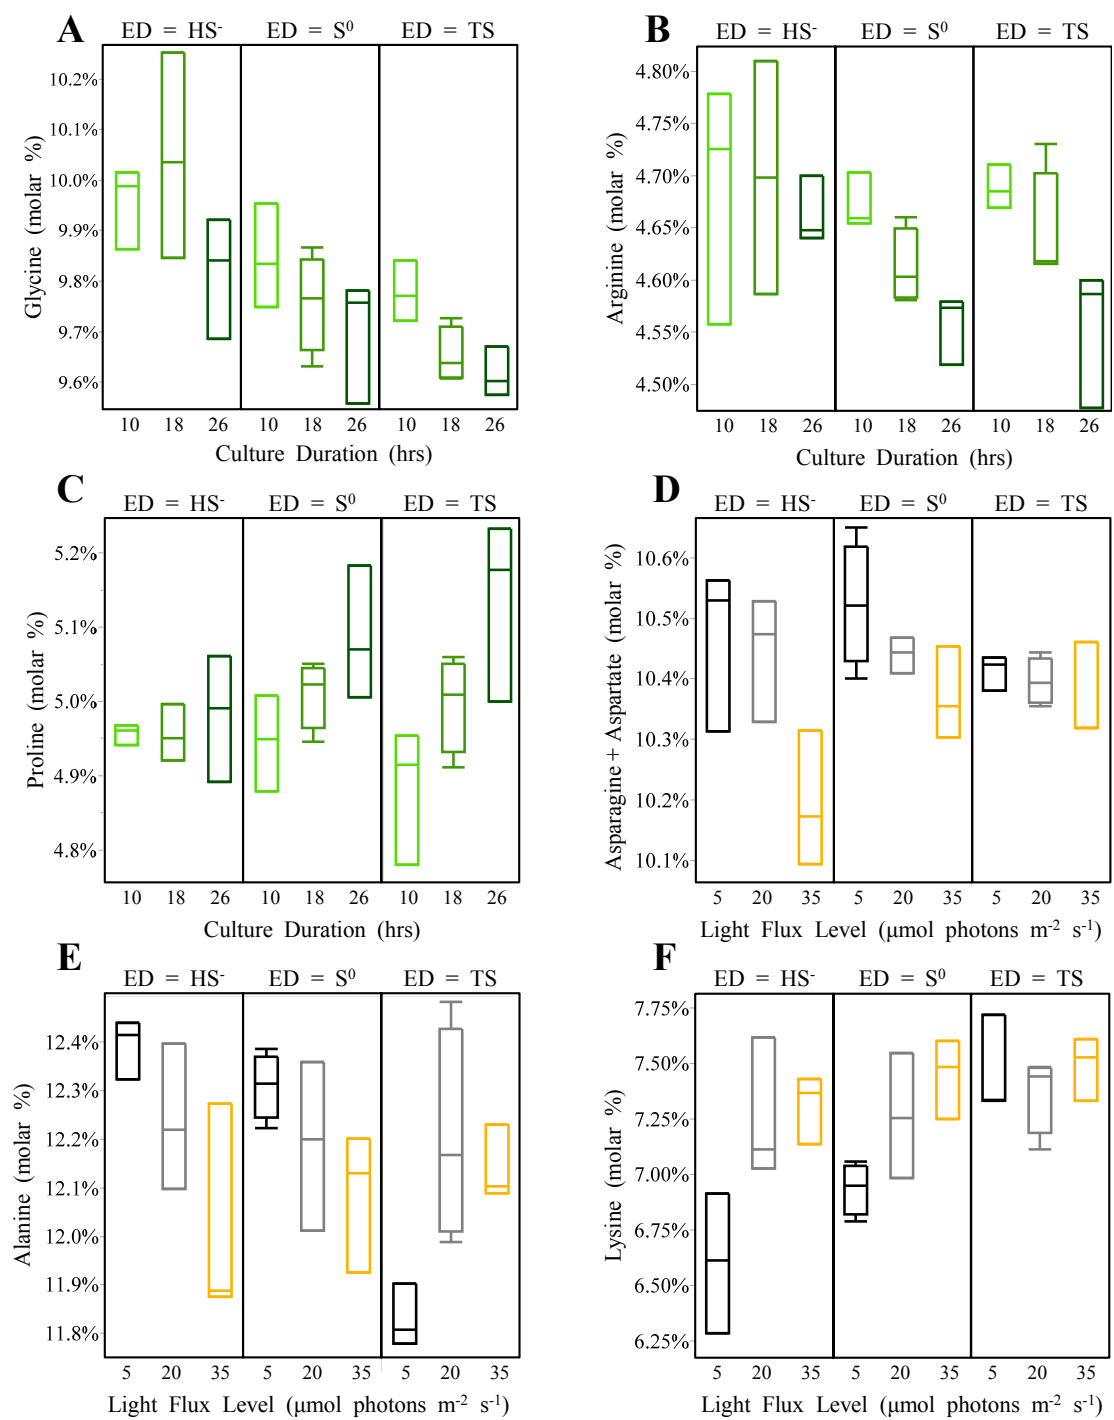 A
ED = HS⁻ ED = S⁰ ED = TS
10.2%
10.1%
10.0%
9.9%
9.8%
9.7%
9.6%
Glycine (molar %)
10 18 26 10 18 26 10 18 26
Culture Duration (hrs)
B
ED = HS⁻ ED = S⁰ ED = TS
4.80%
4.75%
4.70%
4.65%
4.60%
4.55%
4.50%
Arginine (molar %)
10 18 26 10 18 26 10 18 26
Culture Duration (hrs)
C
ED = HS⁻ ED = S⁰ ED = TS
5.2%
5.1%
5.0%
4.9%
4.8%
Proline (molar %)
10 18 26 10 18 26 10 18 26
Culture Duration (hrs)
D
ED = HS⁻ ED = S⁰ ED = TS
10.6%
10.5%
10.4%
10.3%
10.2%
10.1%
Asparagine + Aspartate (molar %)
5 20 35 5 20 35 5 20 35
Light Flux Level (μmol photons m⁻² s⁻¹)
E
ED = HS⁻ ED = S⁰ ED = TS
12.4%
12.3%
12.2%
12.1%
12.0%
11.9%
11.8%
Alanine (molar %)
5 20 35 5 20 35 5 20 35
Light Flux Level (μmol photons m⁻² s⁻¹)
F
ED = HS⁻ ED = S⁰ ED = TS
7.75%
7.50%
7.25%
7.00%
6.75%
6.50%
6.25%
Lysine (molar %)
5 20 35 5 20 35 5 20 35
Light Flux Level (μmol photons m⁻² s⁻¹)